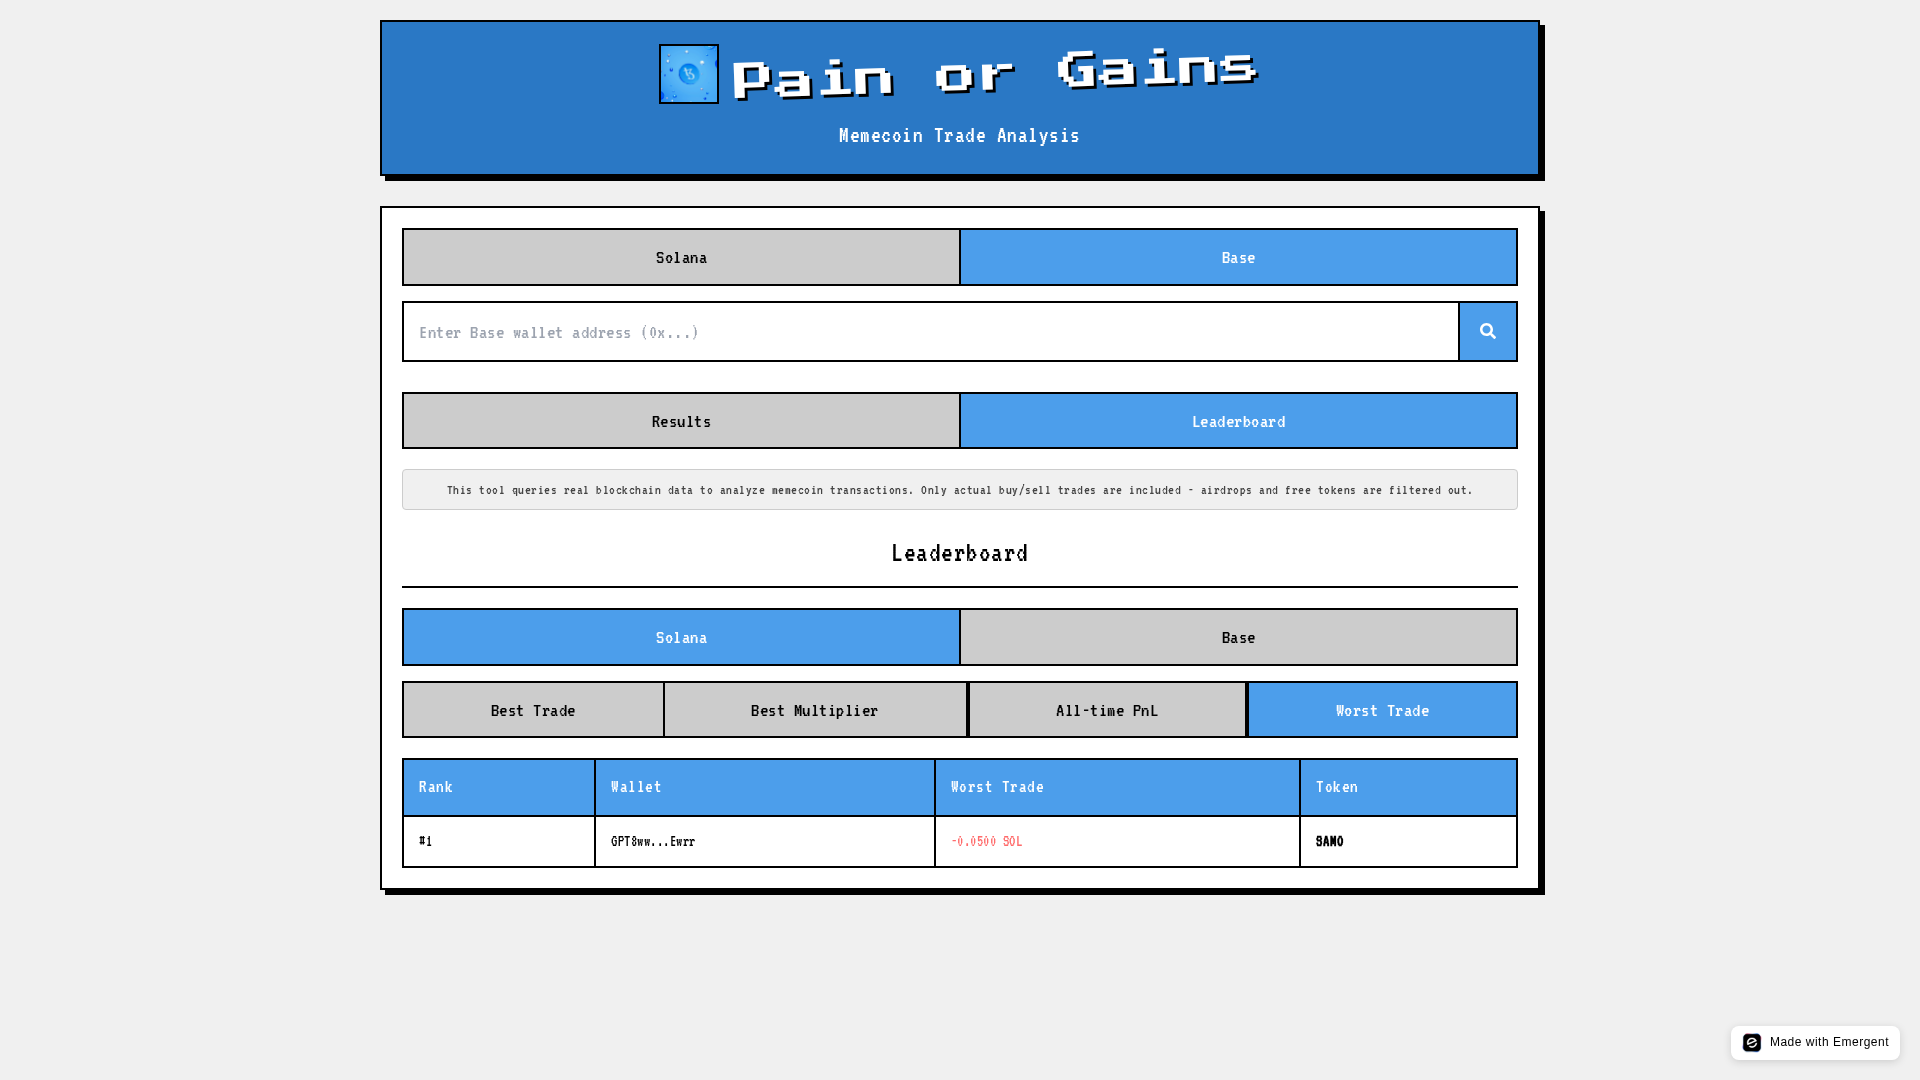 Pain or Gains
Memecoin Trade Analysis
Solana
Base
Enter Base wallet address (0x...)
Results
Leaderboard
This tool queries real blockchain data to analyze memecoin transactions. Only actual buy/sell trades are included - airdrops and free tokens are filtered out.
Leaderboard
Solana
Base
Best Trade
Best Multiplier
All-time PnL
Worst Trade
Rank
Wallet
Worst Trade
Token
#1
GPT8ww...Ewrr
-0.0500 SOL
SAMO
Made with Emergent